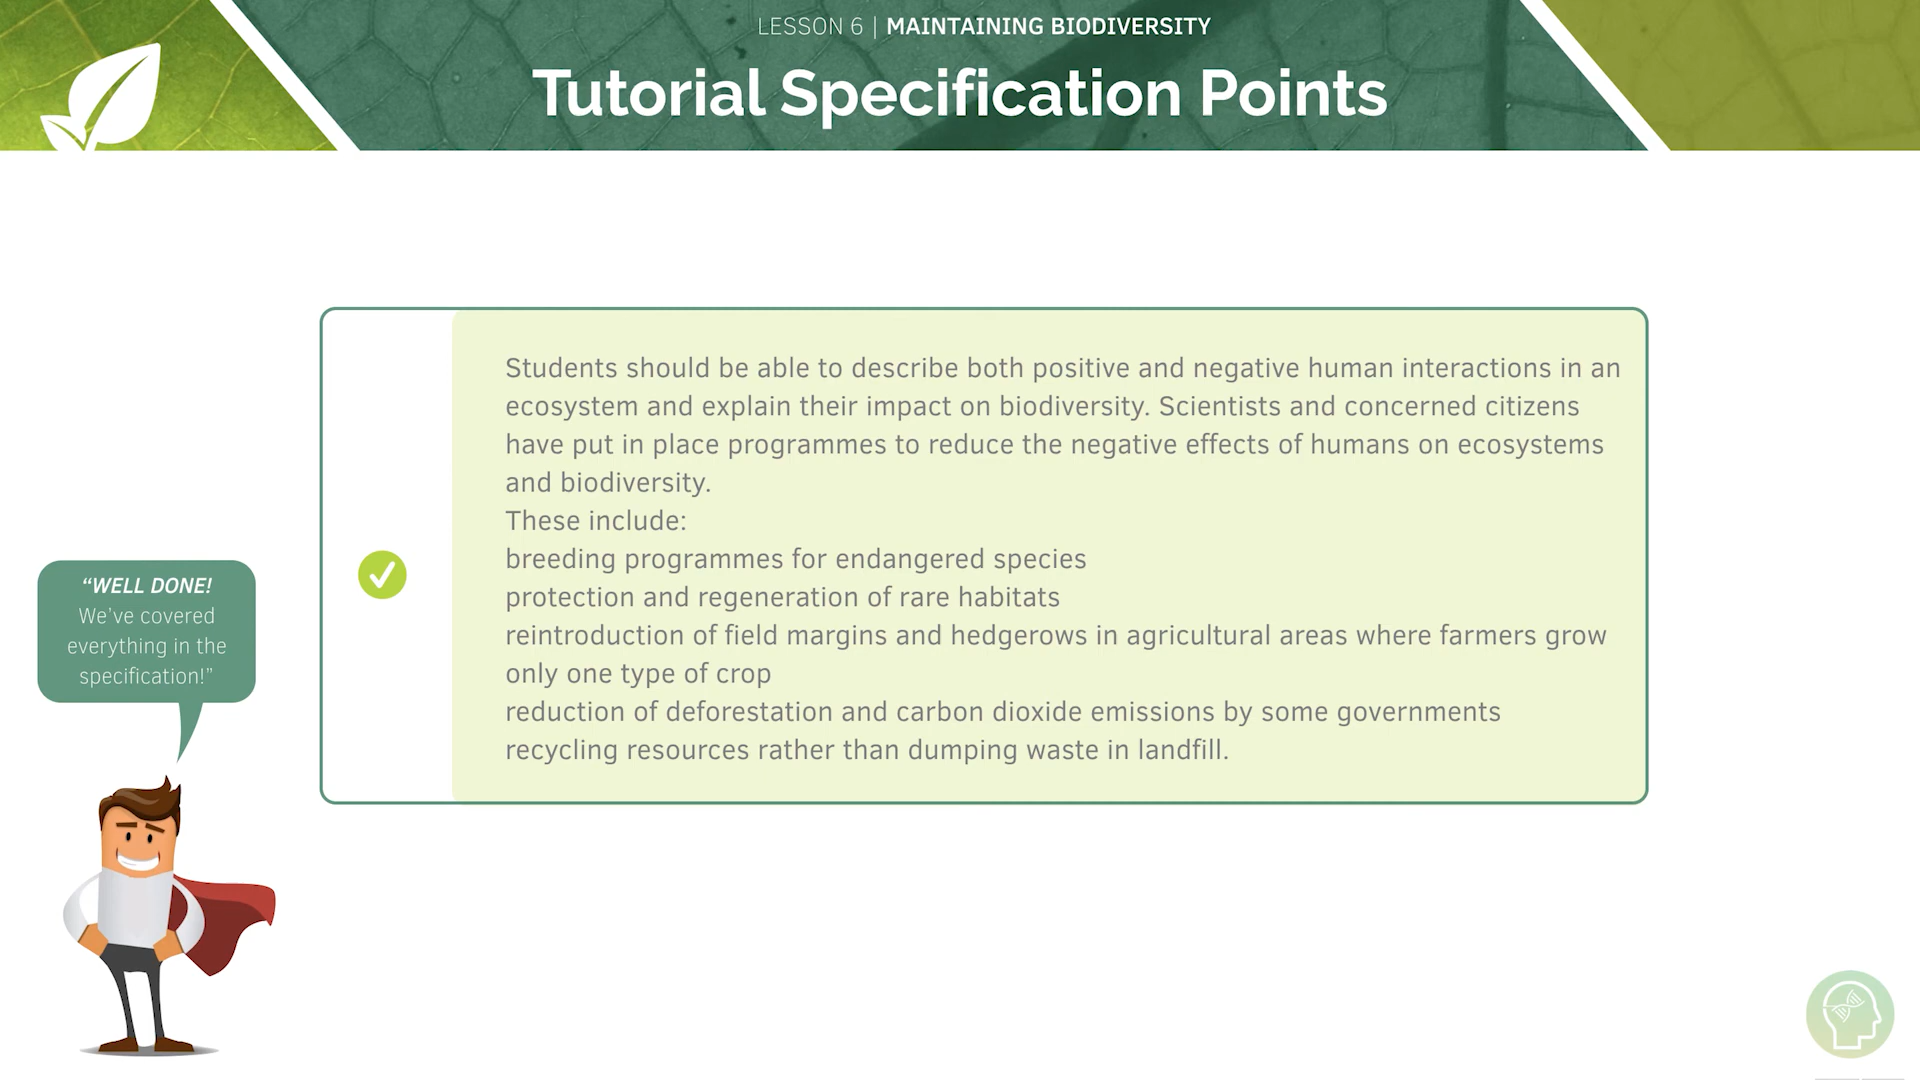 LESSON 6 | MAINTAINING BIODIVERSITY
Tutorial Specification Points
Students should be able to describe both positive and negative human interactions in an
ecosystem and explain their impact on biodiversity. Scientists and concerned citizens
have put in place programmes to reduce the negative effects of humans on ecosystems
and biodiversity.
These include:
breeding programmes for endangered species
protection and regeneration of rare habitats
reintroduction of field margins and hedgerows in agricultural areas where farmers grow
only one type of crop
reduction of deforestation and carbon dioxide emissions by some governments
recycling resources rather than dumping waste in landfill.
“WELL DONE!
We’ve covered
everything in the
specification!”